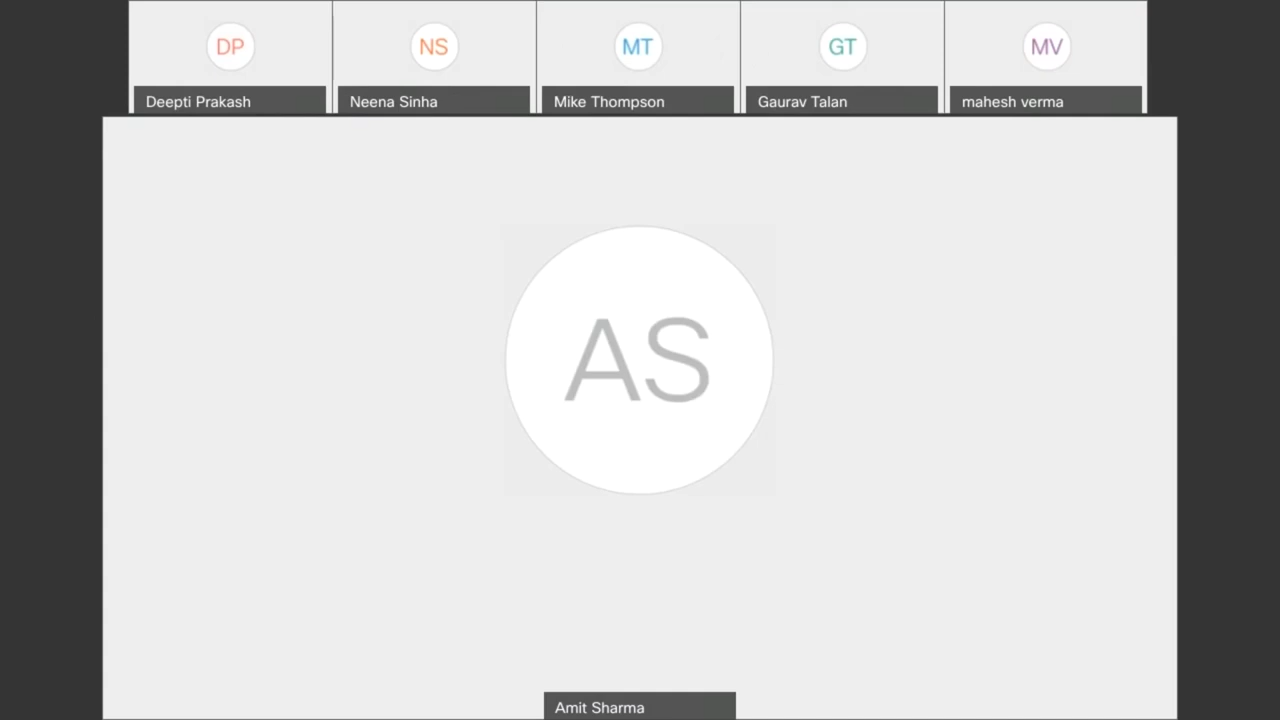 DP
NS
MT
GT
MV
Deepti Prakash
Neena Sinha
Mike Thompson
Gaurav Talan
mahesh verma
AS
Amit Sharma